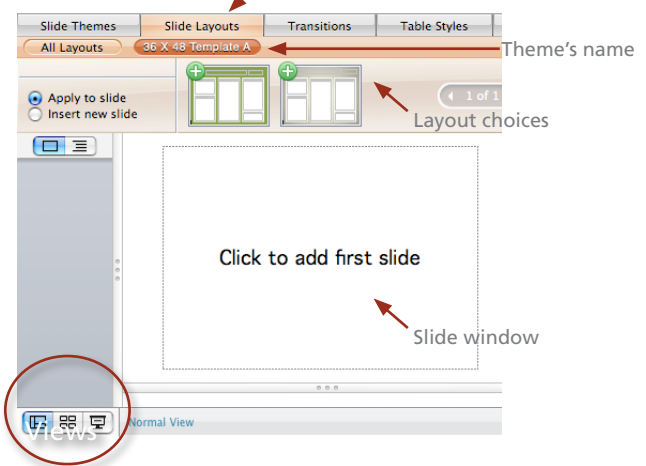 Slide Themes Slide Layouts Transitions Table Styles
All Layouts 36 X 48 Template A
Theme's name
Apply to slide
Insert new slide
1 of 1
Layout choices
Click to add first slide
Slide window
Views
Normal View